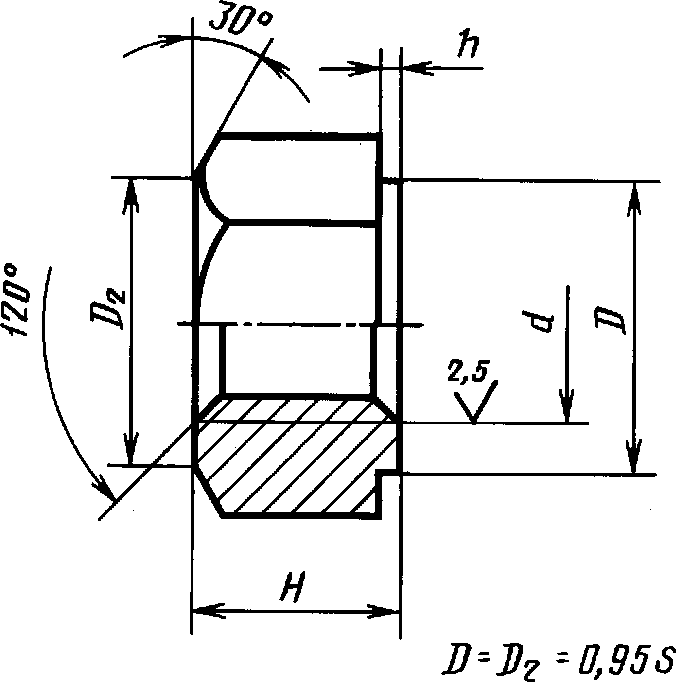 30°
h
120°
D₂
d
D
2,5
H
D = D₂ = 0,95 S